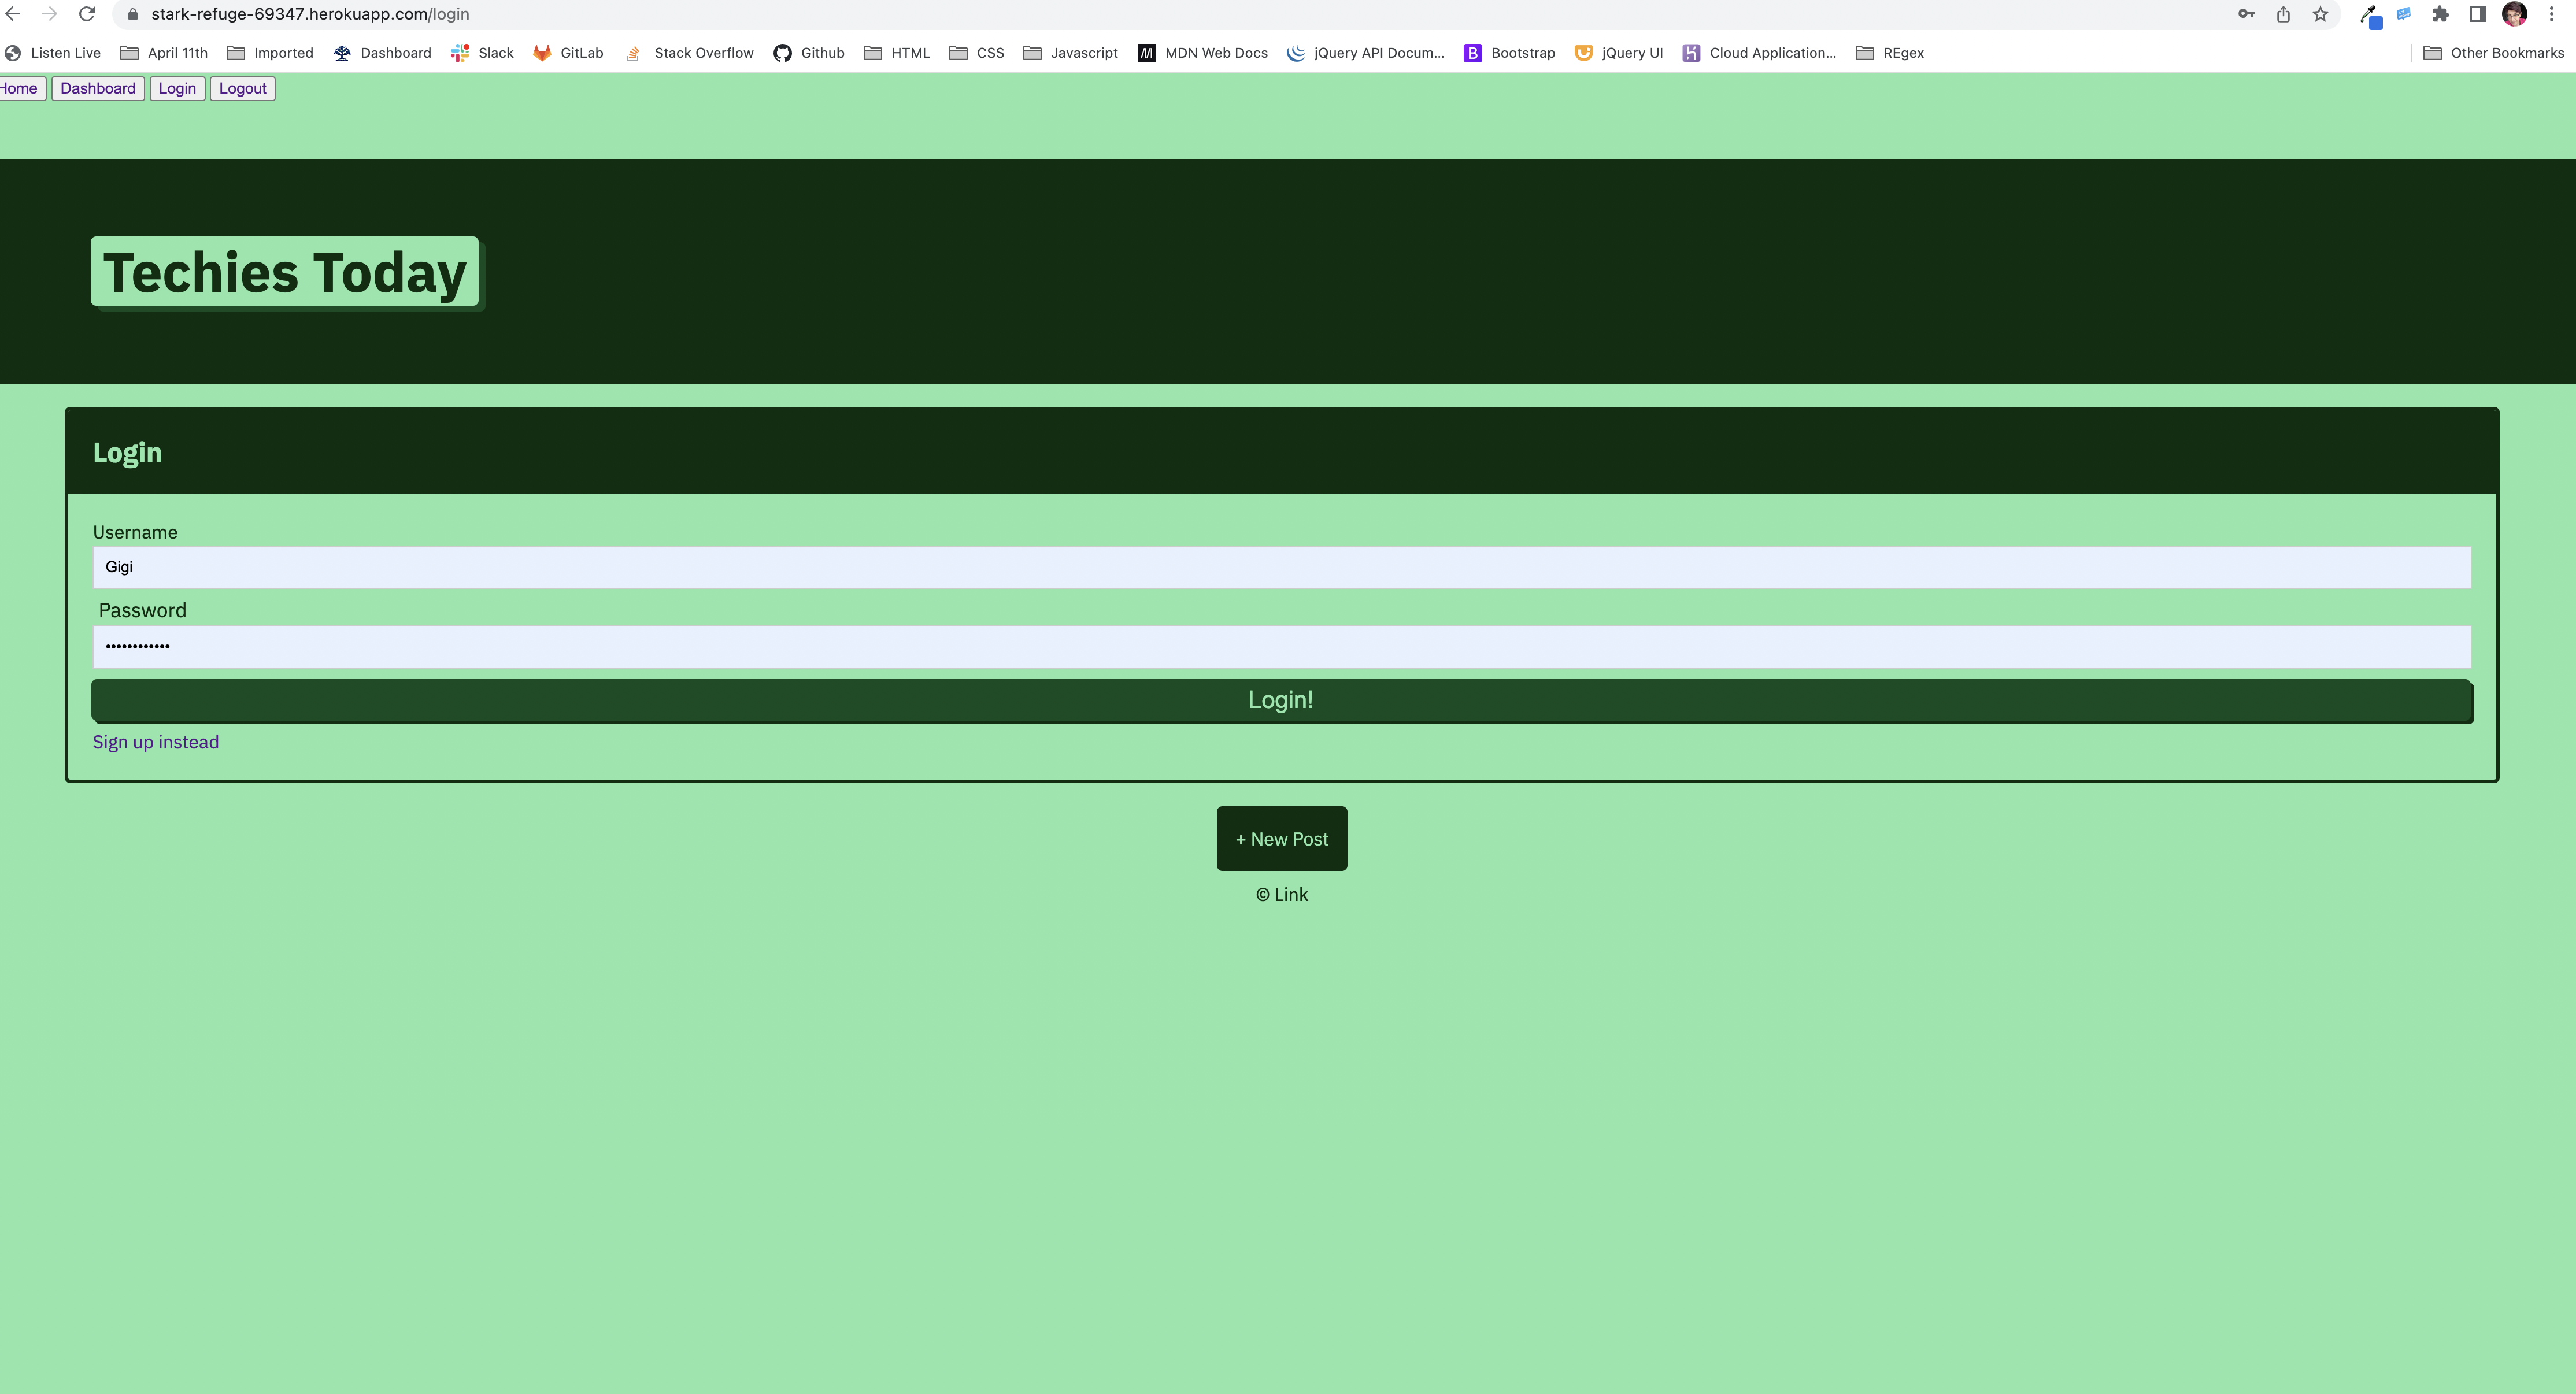 stark-refuge-69347.herokuapp.com/login
Listen Live April 11th Imported Dashboard Slack GitLab Stack Overflow Github HTML CSS Javascript MDN Web Docs jQuery API Docum... Bootstrap jQuery UI Cloud Application... REgex Other Bookmarks
Home Dashboard Login Logout
Techies Today
Login
Username
Gigi
Password
••••••••••••
Login!
Sign up instead
+ New Post
© Link